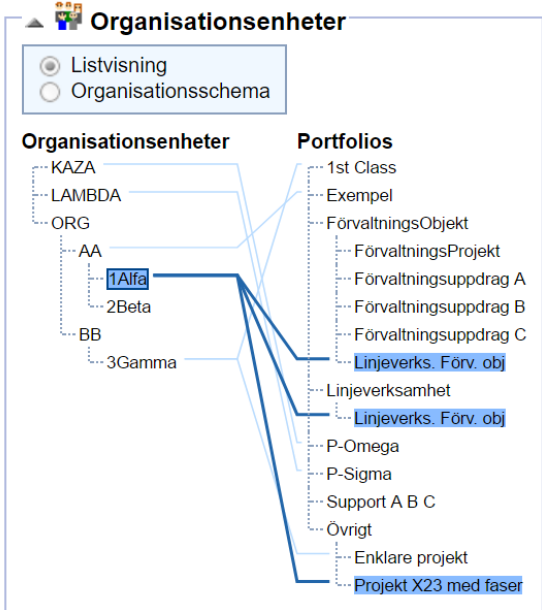 Organisationsenheter
Listvisning
Organisationsschema
Organisationsenheter
KAZA
LAMBDA
ORG
AA
1Alfa
2Beta
BB
3Gamma
Portfolios
1st Class
Exempel
FörvaltningsObjekt
FörvaltningsProjekt
Förvaltningsuppdrag A
Förvaltningsuppdrag B
Förvaltningsuppdrag C
Linjeverks. Förv. obj
Linjeverksamhet
Linjeverks. Förv. obj
P-Omega
P-Sigma
Support A B C
Övrigt
Enklare projekt
Projekt X23 med faser